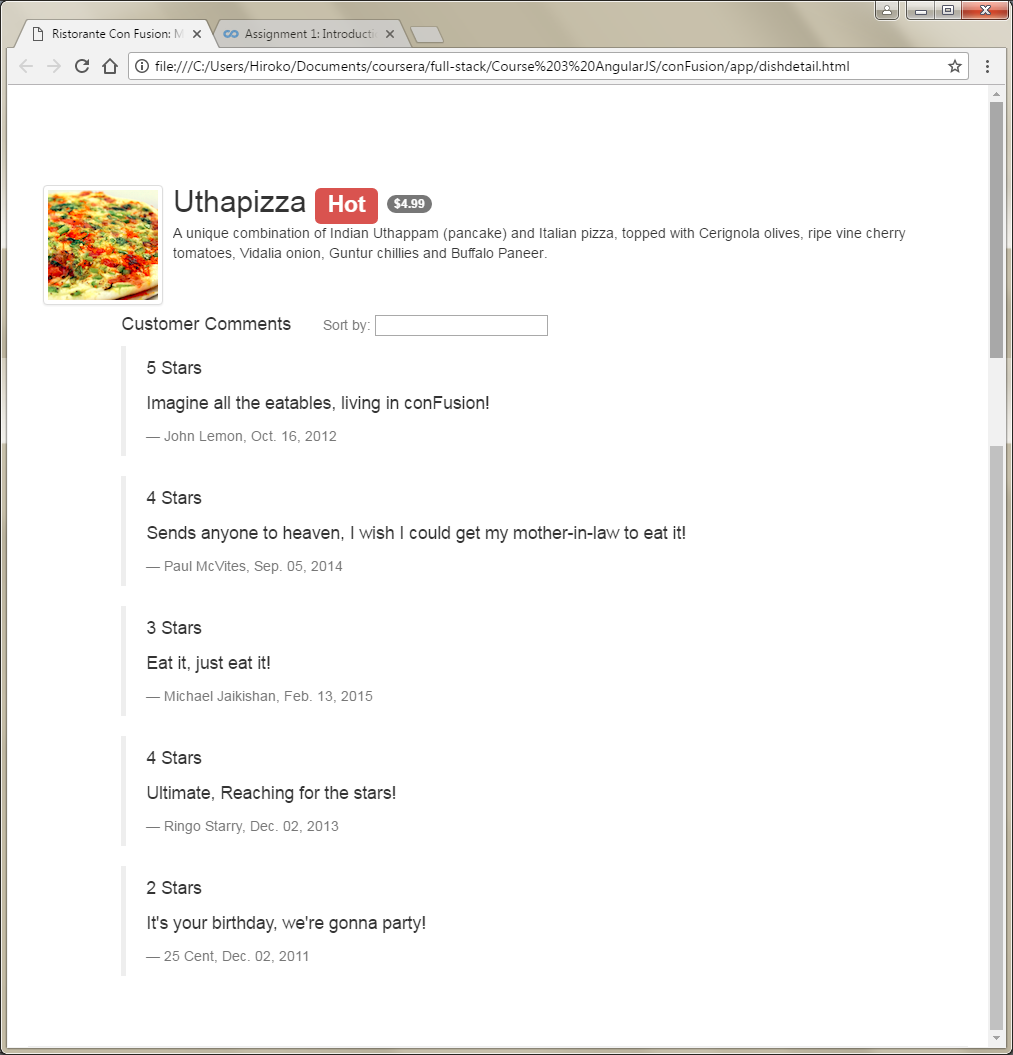 Ristorante Con Fusion: M
Assignment 1: Introducti
file:///C:/Users/Hiroko/Documents/coursera/full-stack/Course%203%20AngularJS/conFusion/app/dishdetail.html
Uthapizza Hot $4.99
A unique combination of Indian Uthappam (pancake) and Italian pizza, topped with Cerignola olives, ripe vine cherry
tomatoes, Vidalia onion, Guntur chillies and Buffalo Paneer.
Customer Comments Sort by:
5 Stars
Imagine all the eatables, living in conFusion!
— John Lemon, Oct. 16, 2012
4 Stars
Sends anyone to heaven, I wish I could get my mother-in-law to eat it!
— Paul McVites, Sep. 05, 2014
3 Stars
Eat it, just eat it!
— Michael Jaikishan, Feb. 13, 2015
4 Stars
Ultimate, Reaching for the stars!
— Ringo Starry, Dec. 02, 2013
2 Stars
It's your birthday, we're gonna party!
— 25 Cent, Dec. 02, 2011